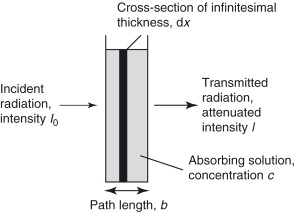 Cross-section of infinitesimal
thickness, dx
Incident
radiation,
intensity I0
Transmitted
radiation,
attenuated
intensity I
Absorbing solution,
concentration c
Path length, b